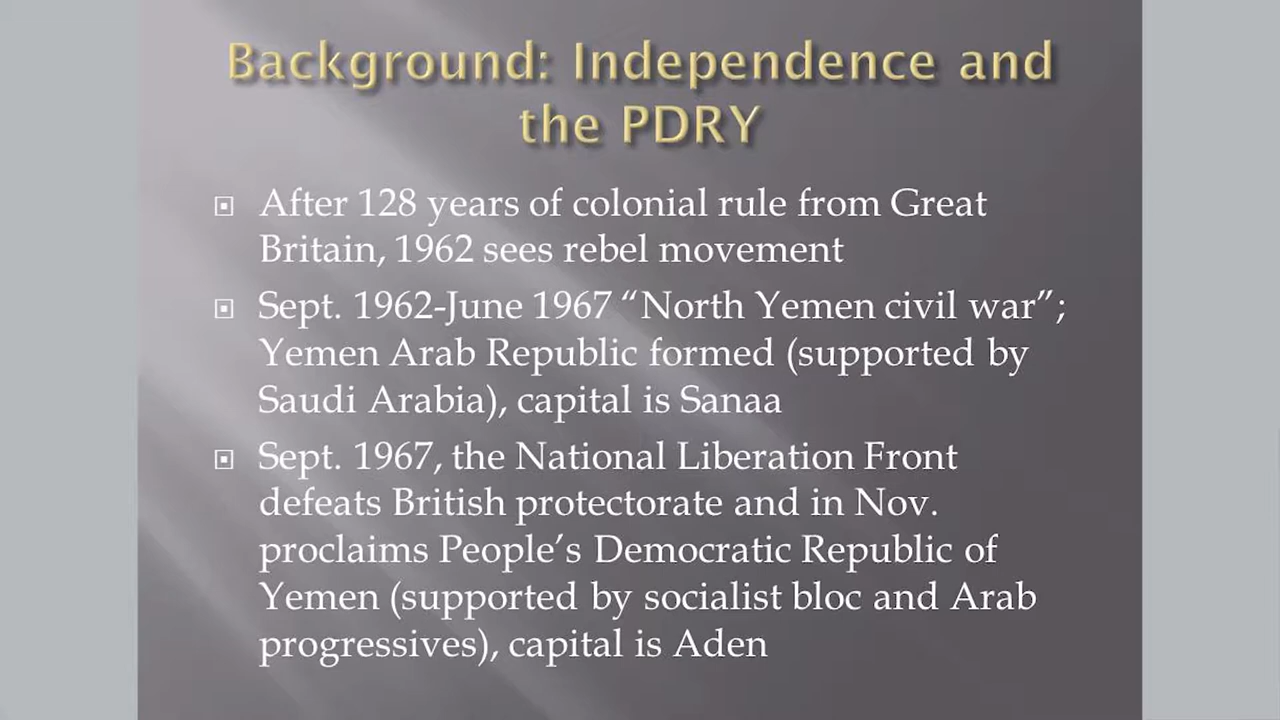 Background: Independence and
the PDRY
After 128 years of colonial rule from Great
Britain, 1962 sees rebel movement
Sept. 1962-June 1967 “North Yemen civil war”;
Yemen Arab Republic formed (supported by
Saudi Arabia), capital is Sanaa
Sept. 1967, the National Liberation Front
defeats British protectorate and in Nov.
proclaims People’s Democratic Republic of
Yemen (supported by socialist bloc and Arab
progressives), capital is Aden